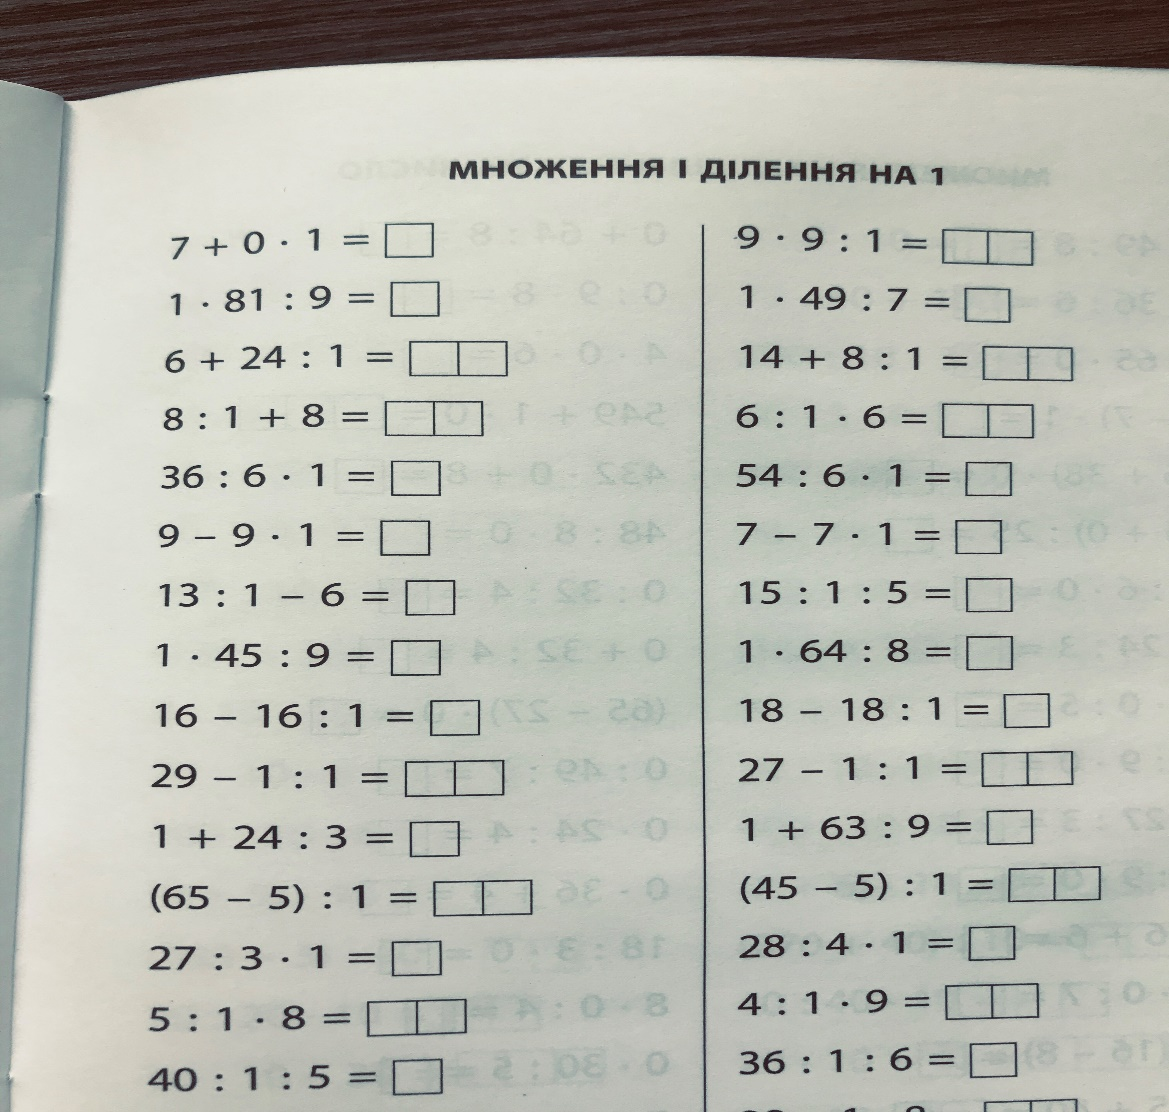 МНОЖЕННЯ І ДІЛЕННЯ НА 1
7 + 0 · 1 =
1 · 81 : 9 =
6 + 24 : 1 =
8 : 1 + 8 =
36 : 6 · 1 =
9 – 9 · 1 =
13 : 1 – 6 =
1 · 45 : 9 =
16 – 16 : 1 =
29 – 1 : 1 =
1 + 24 : 3 =
(65 – 5) : 1 =
27 : 3 · 1 =
5 : 1 · 8 =
40 : 1 : 5 =
9 · 9 : 1 =
1 · 49 : 7 =
14 + 8 : 1 =
6 : 1 · 6 =
54 : 6 · 1 =
7 – 7 · 1 =
15 : 1 : 5 =
1 · 64 : 8 =
18 – 18 : 1 =
27 – 1 : 1 =
1 + 63 : 9 =
(45 – 5) : 1 =
28 : 4 · 1 =
4 : 1 · 9 =
36 : 1 : 6 =